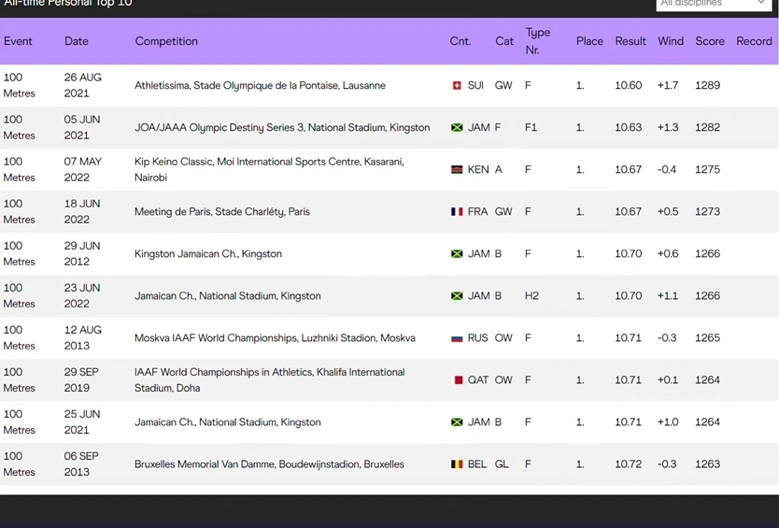 All-time Personal Top 10
All disciplines
Event Date Competition Cnt. Cat Type Nr. Place Result Wind Score Record
100 Metres 26 AUG 2021 Athletissima, Stade Olympique de la Pontaise, Lausanne SUI GW F 1. 10.60 +1.7 1289
100 Metres 05 JUN 2021 JOA/JAAA Olympic Destiny Series 3, National Stadium, Kingston JAM F F1 1. 10.63 +1.3 1282
100 Metres 07 MAY 2022 Kip Keino Classic, Moi International Sports Centre, Kasarani, Nairobi KEN A F 1. 10.67 -0.4 1275
100 Metres 18 JUN 2022 Meeting de Paris, Stade Charléty, Paris FRA GW F 1. 10.67 +0.5 1273
100 Metres 29 JUN 2012 Kingston Jamaican Ch., Kingston JAM B F 1. 10.70 +0.6 1266
100 Metres 23 JUN 2022 Jamaican Ch., National Stadium, Kingston JAM B H2 1. 10.70 +1.1 1266
100 Metres 12 AUG 2013 Moskva IAAF World Championships, Luzhniki Stadion, Moskva RUS OW F 1. 10.71 -0.3 1265
100 Metres 29 SEP 2019 IAAF World Championships in Athletics, Khalifa International Stadium, Doha QAT OW F 1. 10.71 +0.1 1264
100 Metres 25 JUN 2021 Jamaican Ch., National Stadium, Kingston JAM B F 1. 10.71 +1.0 1264
100 Metres 06 SEP 2013 Bruxelles Memorial Van Damme, Boudewijnstadion, Bruxelles BEL GL F 1. 10.72 -0.3 1263